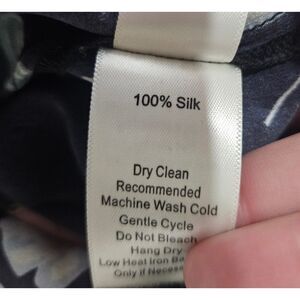 100% Silk
Dry Clean
Recommended
Machine Wash Cold
Gentle Cycle
Do Not Bleach
Hang Dry
Low Heat Iron
Only if